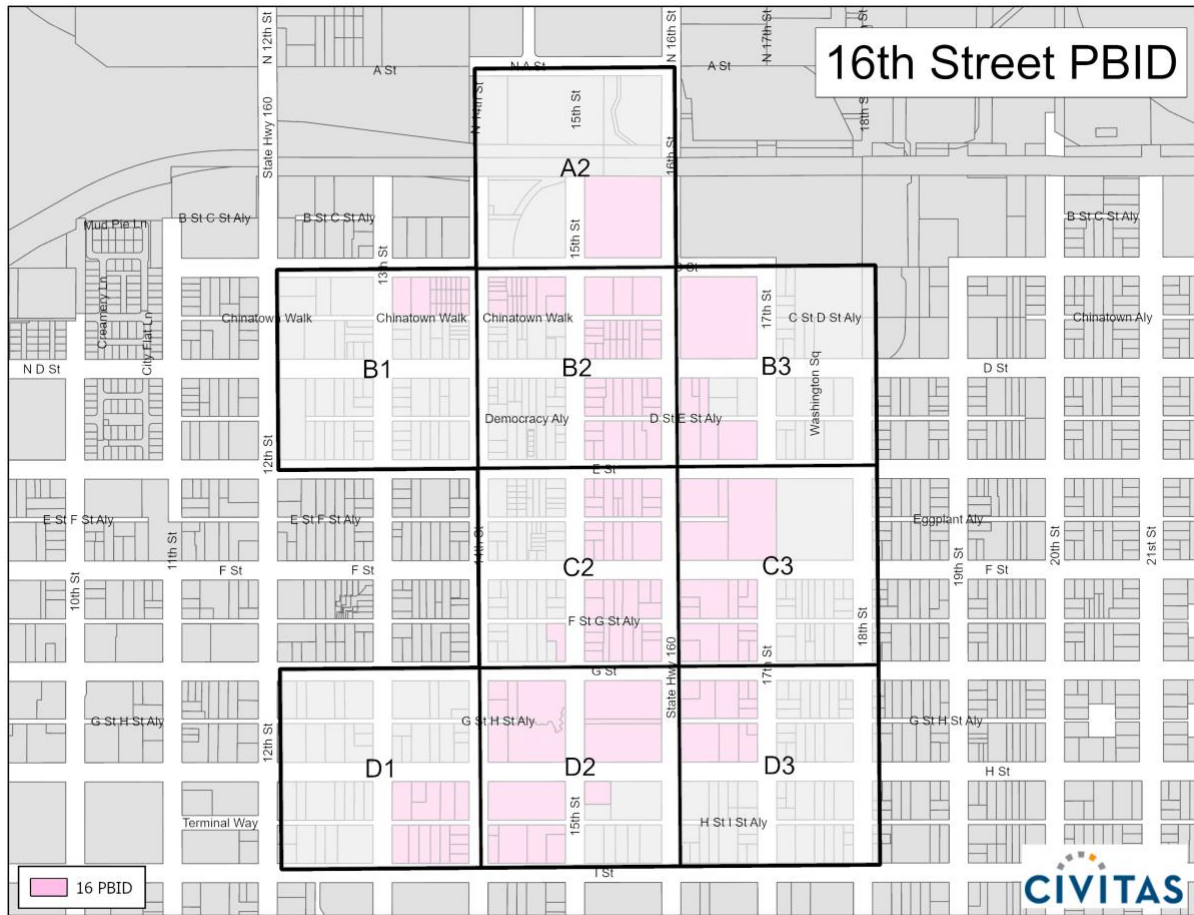 16th Street PBID
N 12th St
N 16th St
N 17th St
A St
N A St
A St
State Hwy 160
N 14th St
15th St
18th St
16th St
A2
Mud Pie Ln
B St C St Aly
B St C St Aly
15th St
B St C St Aly
13th St
Creamery Ln
City Flat Ln
Chinatown Walk
Chinatown Walk
Chinatown Walk
17th St
C St D St Aly
Chinatown Aly
N D St
B1
B2
B3
D St
Washington Sq
Democracy Aly
D St E St Aly
12th St
E St
E St F St Aly
E St F St Aly
Eggplant Aly
11th St
14th St
19th St
20th St
21st St
10th St
F St
F St
C2
C3
F St
F St G St Aly
18th St
State Hwy 160
G St
17th St
12th St
G St H St Aly
G St H St Aly
G St H St Aly
D1
D2
D3
H St
15th St
Terminal Way
H St I St Aly
I St
16 PBID
CIVITAS